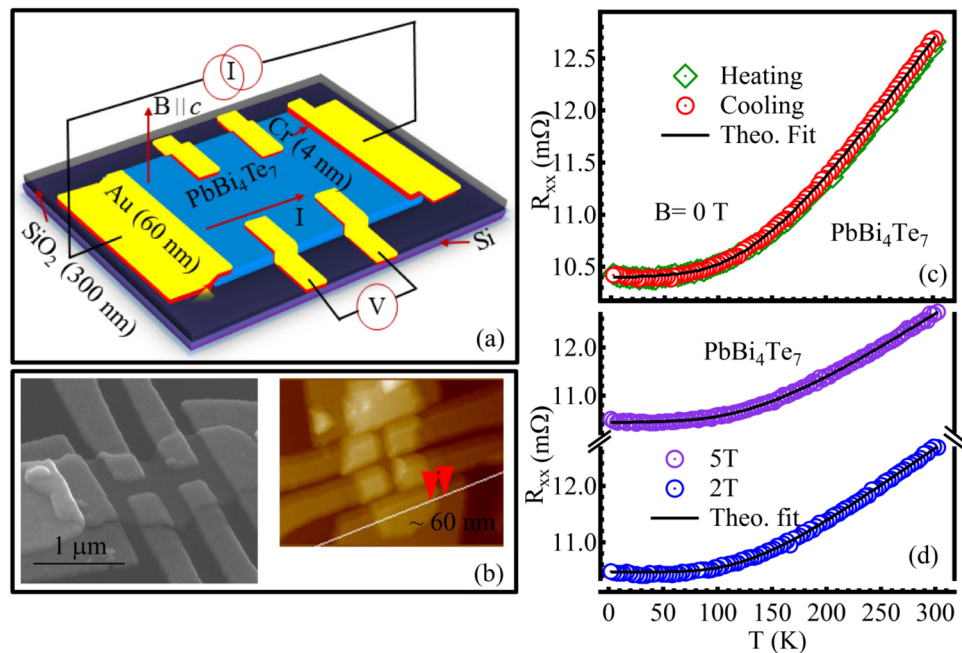 I
B || c
Cr (4 nm)
PbBi₄Te₇
Au (60 nm)
I
SiO₂ (300 nm)
Si
V
(a)
1 μm
~ 60 nm
(b)
12.5
12.0
11.5
11.0
10.5
Rxx (mΩ)
Heating
Cooling
Theo. Fit
B= 0 T
PbBi₄Te₇
(c)
12.0
11.0
12.0
11.0
Rxx (mΩ)
PbBi₄Te₇
5T
2T
Theo. fit
(d)
0 50 100 150 200 250 300
T (K)